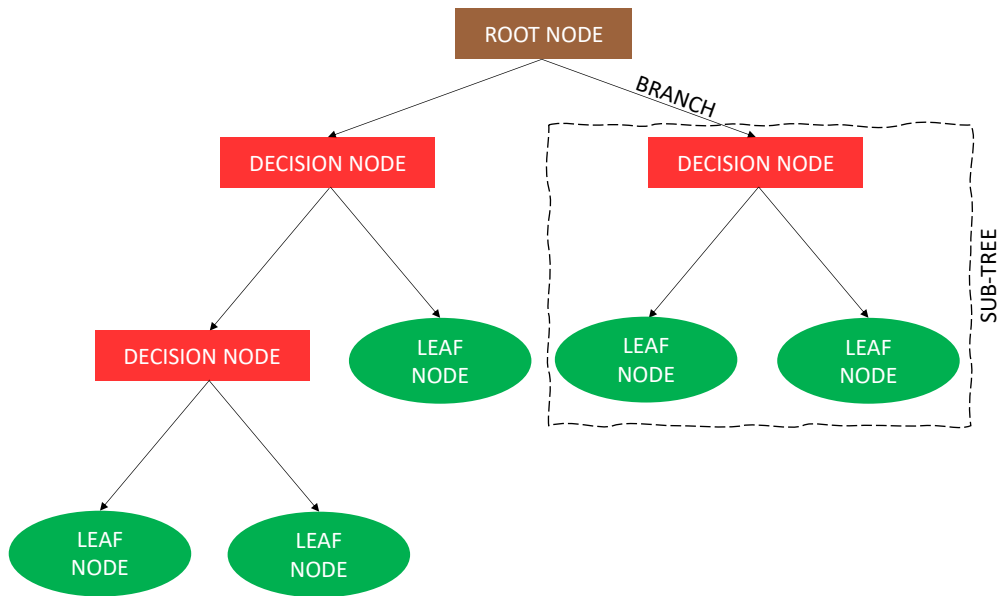 ROOT NODE
BRANCH
DECISION NODE
DECISION NODE
SUB-TREE
DECISION NODE
LEAF
NODE
LEAF
NODE
LEAF
NODE
LEAF
NODE
LEAF
NODE